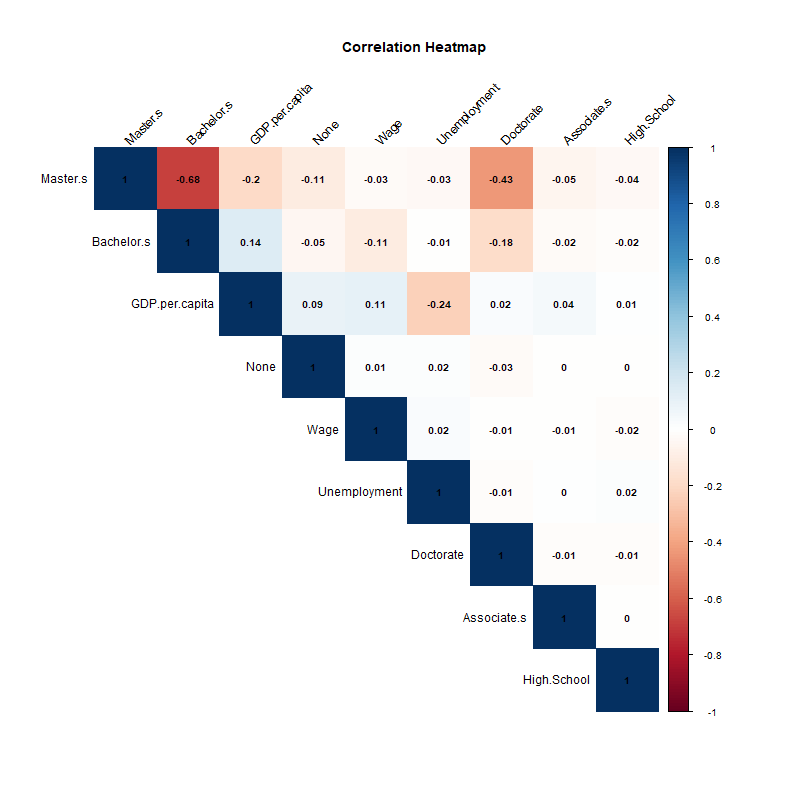 Correlation Heatmap
Master.s Bachelor.s GDP.per.capita None Wage Unemployment Doctorate Associate.s High.School
Master.s 1 -0.68 -0.2 -0.11 -0.03 -0.03 -0.43 -0.05 -0.04
Bachelor.s 1 0.14 -0.05 -0.11 -0.01 -0.18 -0.02 -0.02
GDP.per.capita 1 0.09 0.11 -0.24 0.02 0.04 0.01
None 1 0.01 0.02 -0.03 0 0
Wage 1 0.02 -0.01 -0.01 -0.02
Unemployment 1 -0.01 0 0.02
Doctorate 1 -0.01 -0.01
Associate.s 1 0
High.School 1
1
0.8
0.6
0.4
0.2
0
-0.2
-0.4
-0.6
-0.8
-1